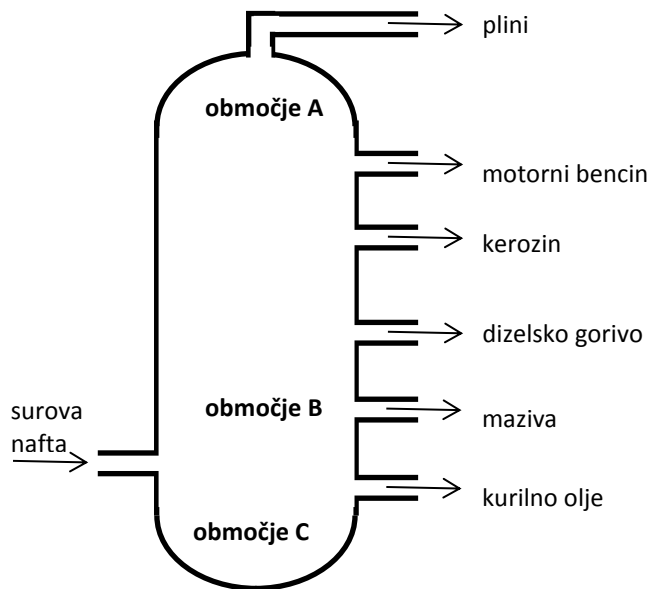 plini
območje A
motorni bencin
kerozin
dizelsko gorivo
območje B
maziva
surova
nafta
kurilno olje
območje C